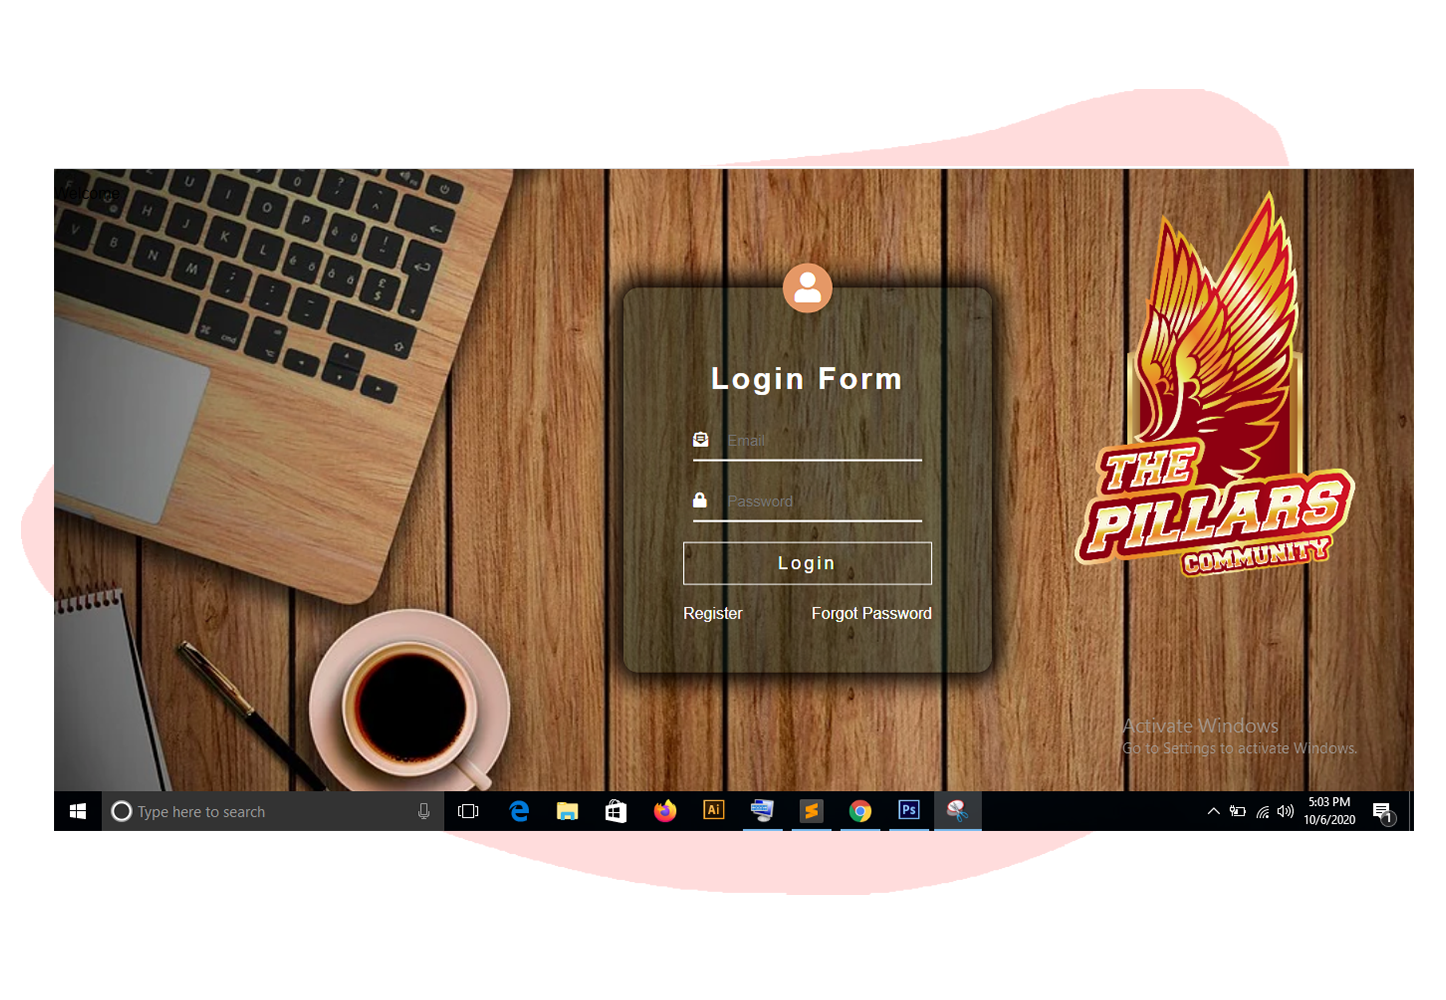 Welcome
Login Form
Email
Password
Login
Register
Forgot Password
THE
PILLARS
COMMUNITY
Activate Windows
Go to Settings to activate Windows.
Type here to search
Ai
Ps
5:03 PM
10/6/2020
1